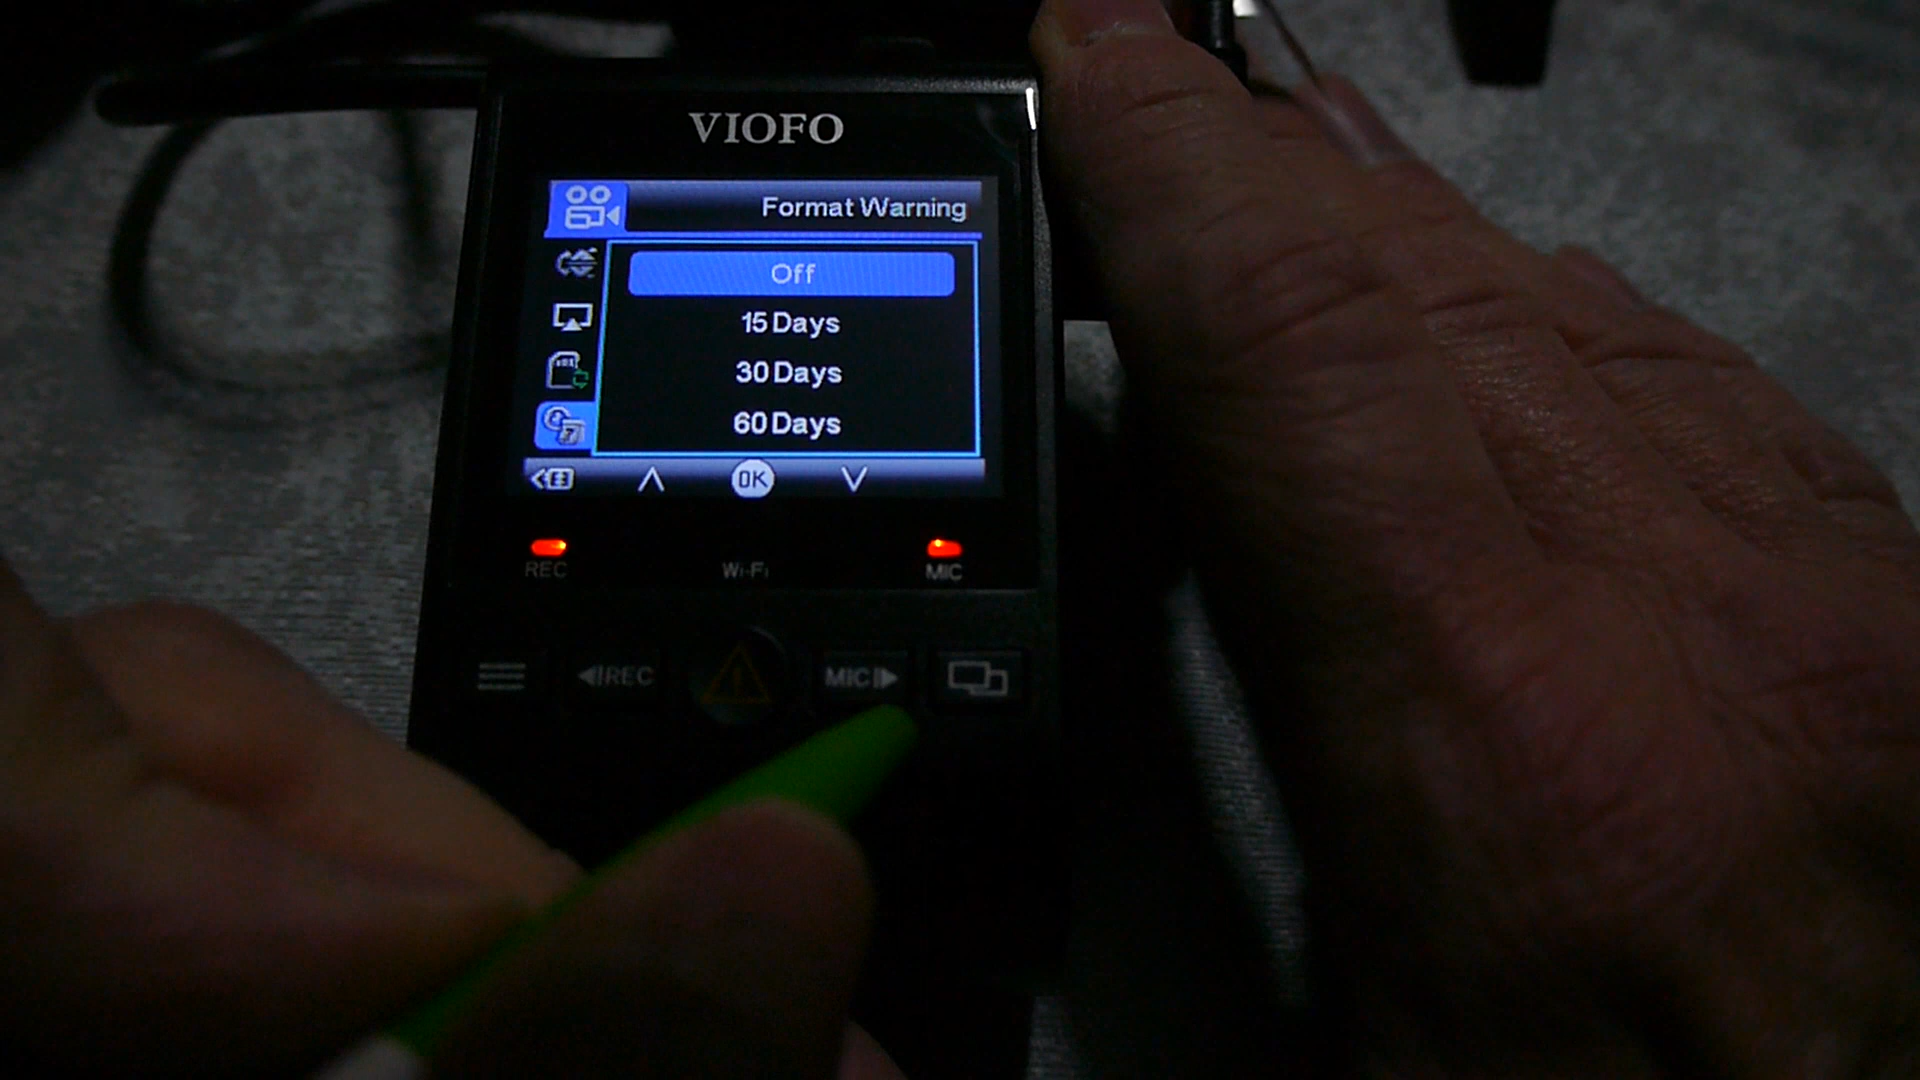 VIOFO
Format Warning
Off
15 Days
30 Days
60 Days
OK
REC
Wi-Fi
MIC
REC
MIC